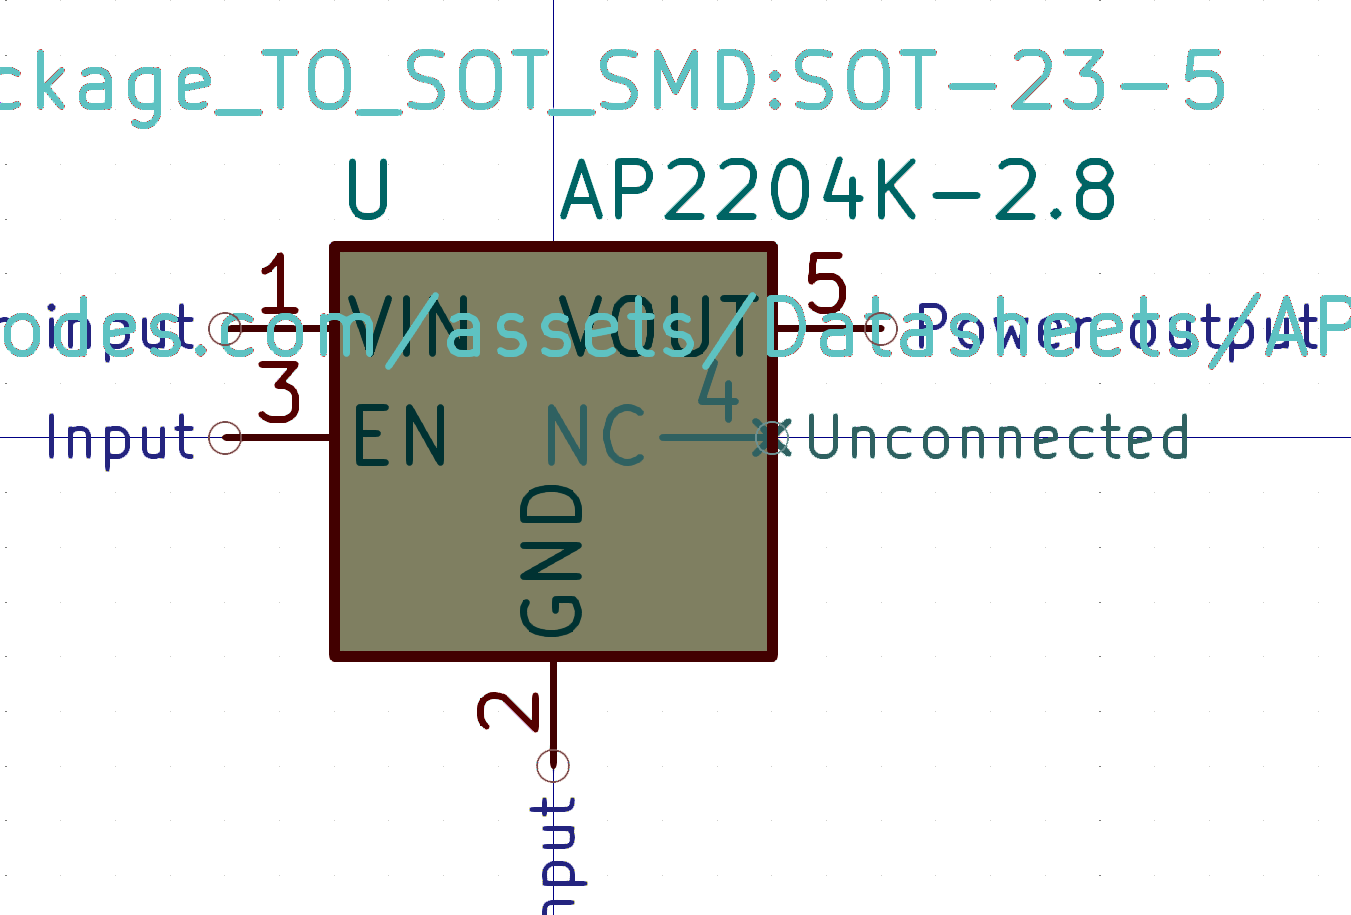 ckage_TO_SOT_SMD:SOT-23-5
U AP2204K-2.8
1 5
r input VIN VOUT Power output
odes.com/assets/Datasheets/AP
3 4
Input EN NC Unconnected
GND
2
nput